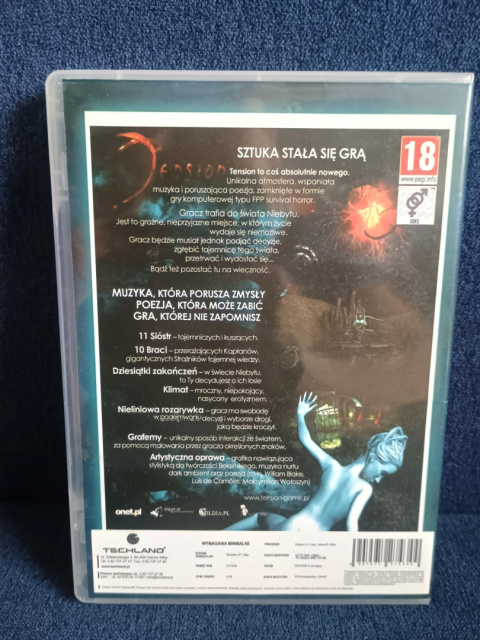 Tension
SZTUKA STAŁA SIĘ GRĄ
18
www.pegi.info
Tension to coś absolutnie nowego.
Unikalna atmosfera, wspaniała
muzyka i poruszająca poezja, zamknięte w formie
gry komputerowej typu FPP survival horror.
Gracz trafia do świata Niebytu.
Jest to groźne, nieprzyjazne miejsce, w którym życie
wydaje się niemożliwe.
Gracz będzie musiał jednak podjąć decyzję,
zgłębić tajemnicę tego świata,
przetrwać i wydostać się...
Bądź też pozostać tu na wieczność.
MUZYKA, KTÓRA PORUSZA ZMYSŁY
POEZJA, KTÓRA MOŻE ZABIĆ
GRA, KTÓREJ NIE ZAPOMNISZ
11 Sióstr – tajemniczych i kuszących.
10 Braci – przerażających Kapłanów,
gigantycznych Strażników tajemnej wiedzy.
Dziesiątki zakończeń – w świecie Niebytu,
to Ty decydujesz o ich losie
Klimat – mroczny, niepokojący,
nasycony erotyzmem.
Nieliniowa rozgrywka – gracz ma swobodę
w podejmowaniu decyzji i wyborze drogi,
jaką będzie kroczył.
Grafemy – unikalny sposób interakcji ze światem,
za pomocą malowania przez gracza określonych znaków.
Artystyczna oprawa – grafika nawiązująca
stylistyką do twórczości Beksińskiego, muzyka nurtu
dark ambient oraz poezja (m.in. William Blake,
Luis de Camões, Maksymilian Wołoszyn)
www.tension-game.pl
onet.pl
TECHLAND
www.techland.pl
WYMAGANIA MINIMALNE